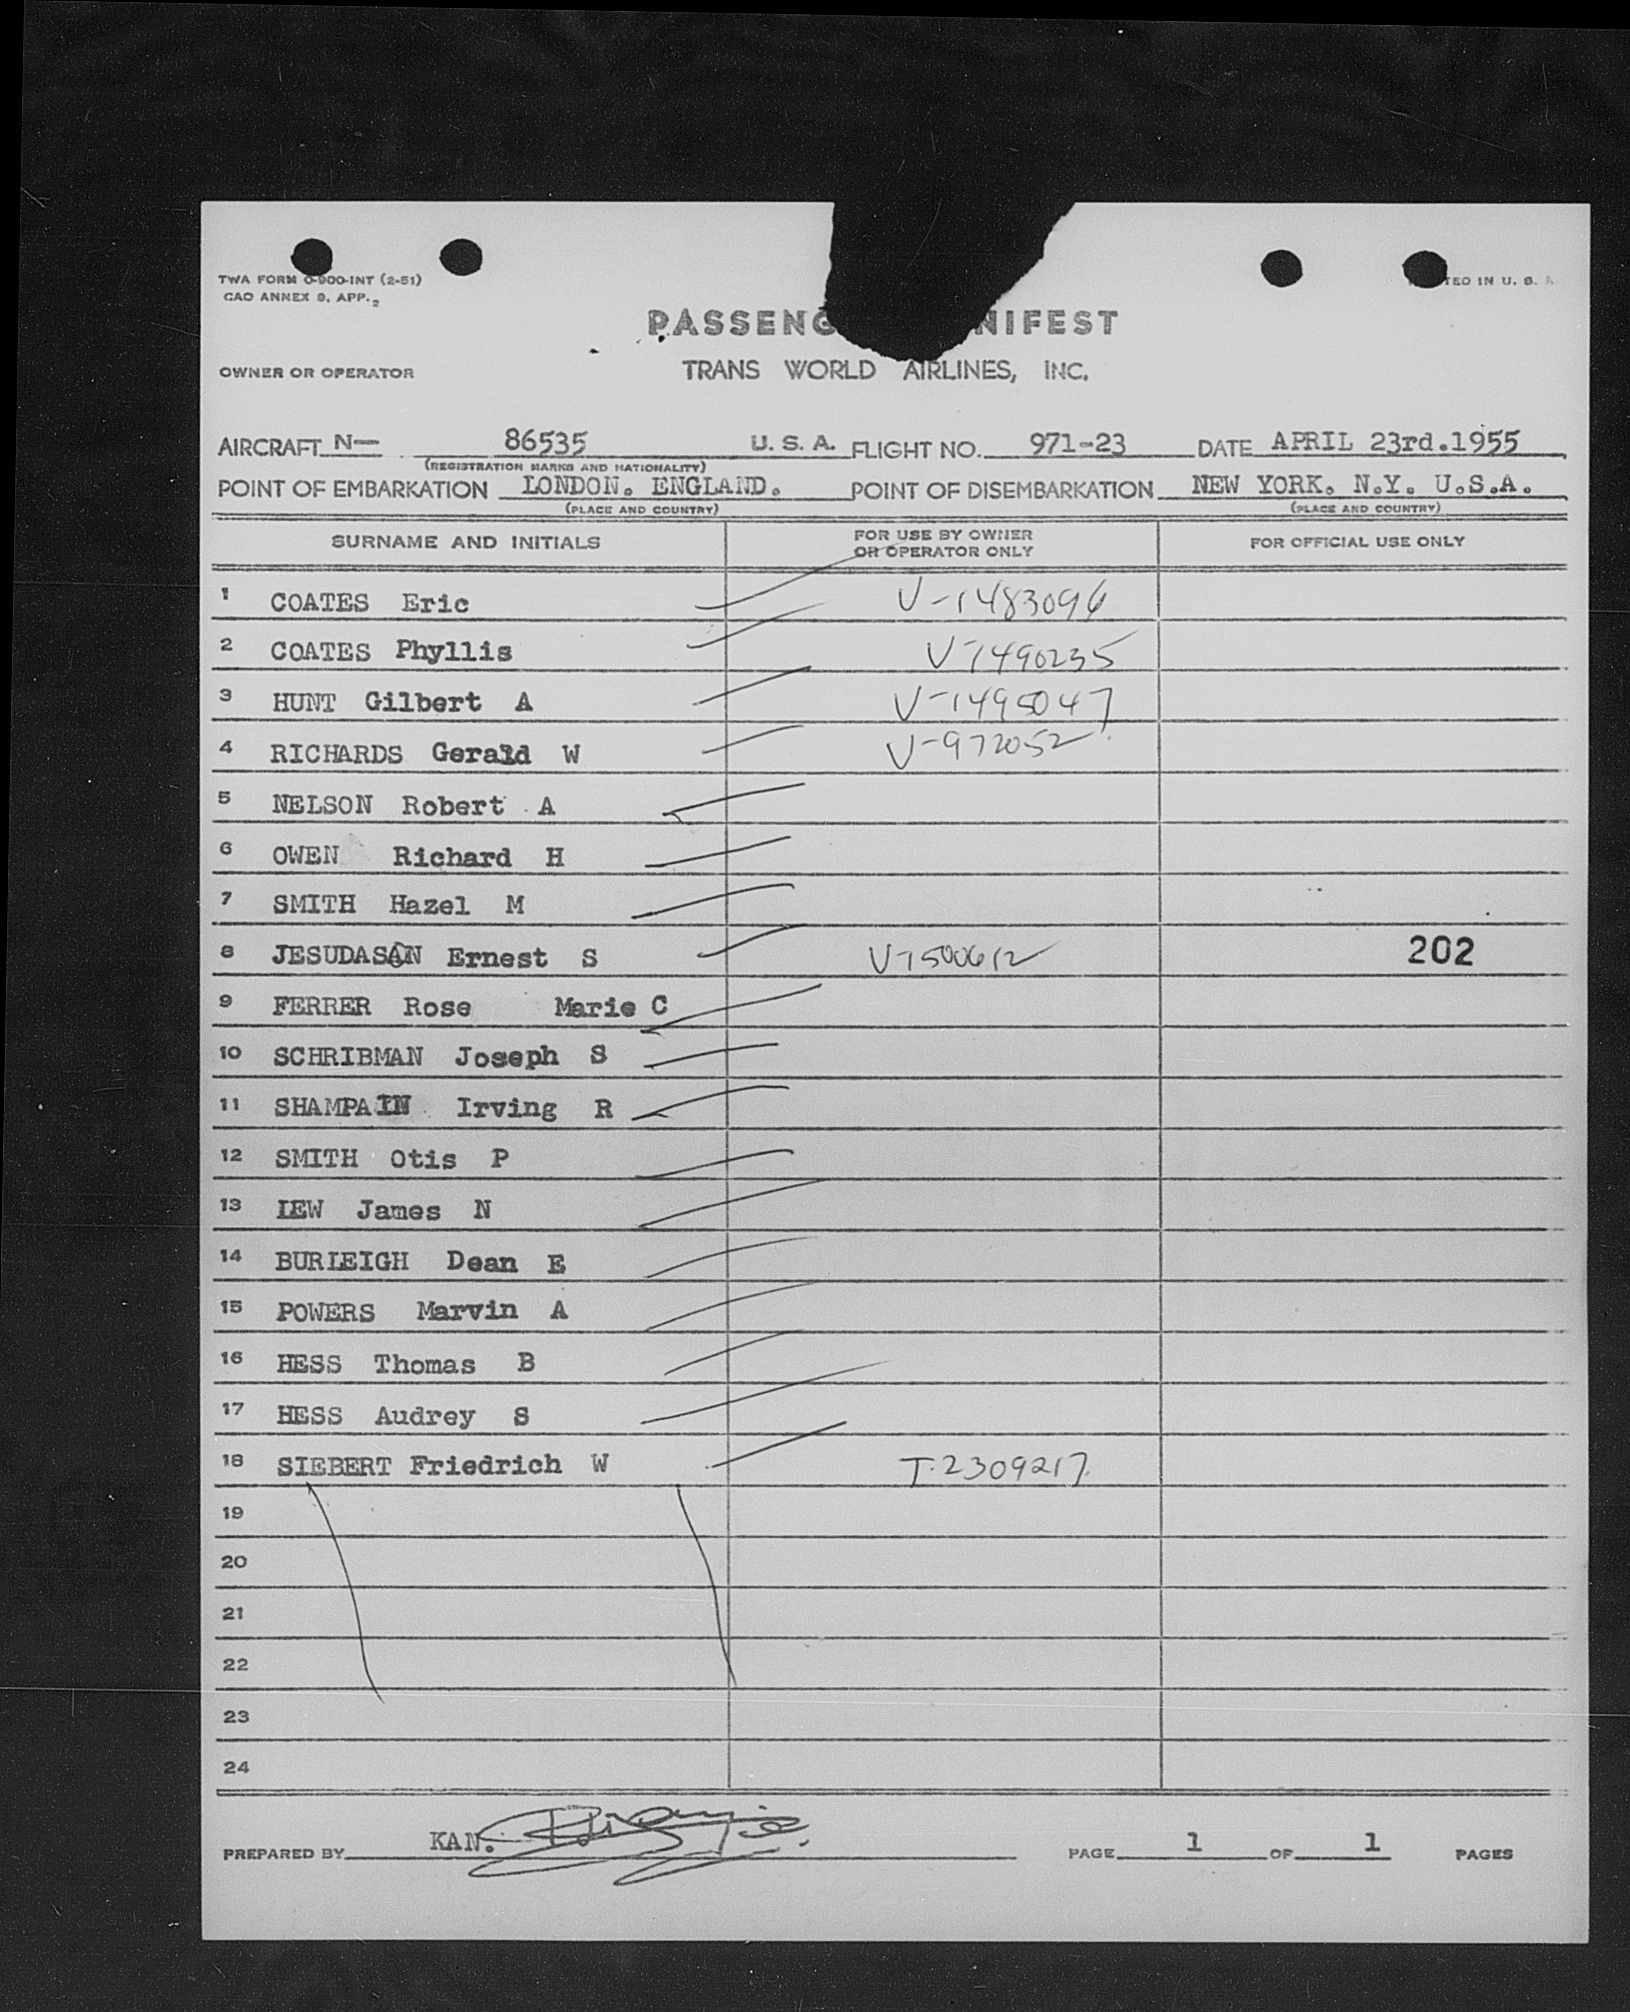 TWA FORM 0-900-INT (2-51)
CAO ANNEX 9, APP. 2
TED IN U. S. A.
PASSENG NIFEST
OWNER OR OPERATOR
TRANS WORLD AIRLINES, INC.
AIRCRAFT N— 86535 U. S. A. FLIGHT NO. 971-23 DATE APRIL 23rd.1955
(REGISTRATION MARKS AND NATIONALITY)
POINT OF EMBARKATION LONDON. ENGLAND. POINT OF DISEMBARKATION NEW YORK. N.Y. U.S.A.
(PLACE AND COUNTRY) (PLACE AND COUNTRY)
SURNAME AND INITIALS FOR USE BY OWNER OR OPERATOR ONLY FOR OFFICIAL USE ONLY
1 COATES Eric V-1483096
2 COATES Phyllis V-1490235
3 HUNT Gilbert A V-1495047
4 RICHARDS Gerald W V-972052
5 NELSON Robert A
6 OWEN Richard H
7 SMITH Hazel M
8 JESUDASAN Ernest S V-1500612 202
9 FERRER Rose Marie C
10 SCHRIBMAN Joseph S
11 SHAMPAIN Irving R
12 SMITH Otis P
13 LEW James N
14 BURLEIGH Dean E
15 POWERS Marvin A
16 HESS Thomas B
17 HESS Audrey S
18 SIEBERT Friedrich W T-2309217
19
20
21
22
23
24
PREPARED BY KAN. PAGE 1 OF 1 PAGES